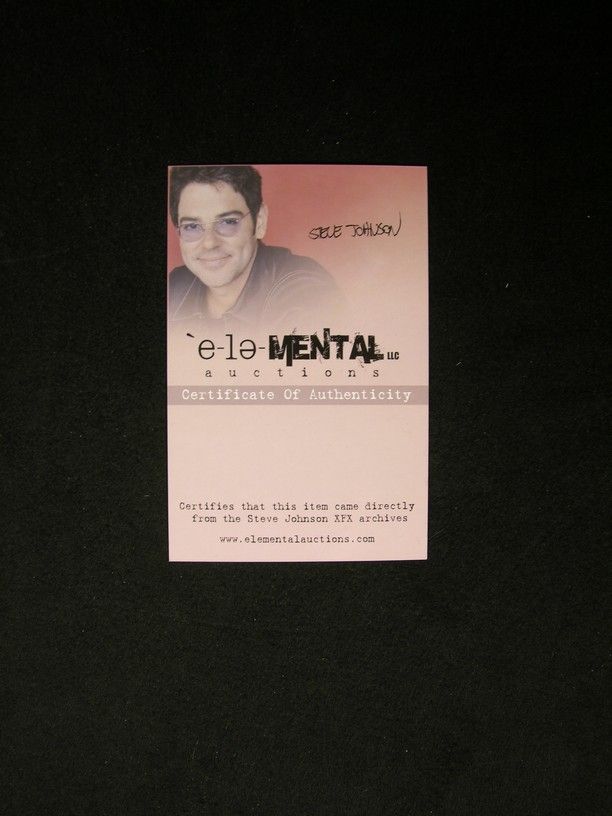 STEVE JOHNSON
`e-lə-MENTAL LLC
auctions
Certificate Of Authenticity
Certifies that this item came directly
from the Steve Johnson XFX archives
www.elementalauctions.com